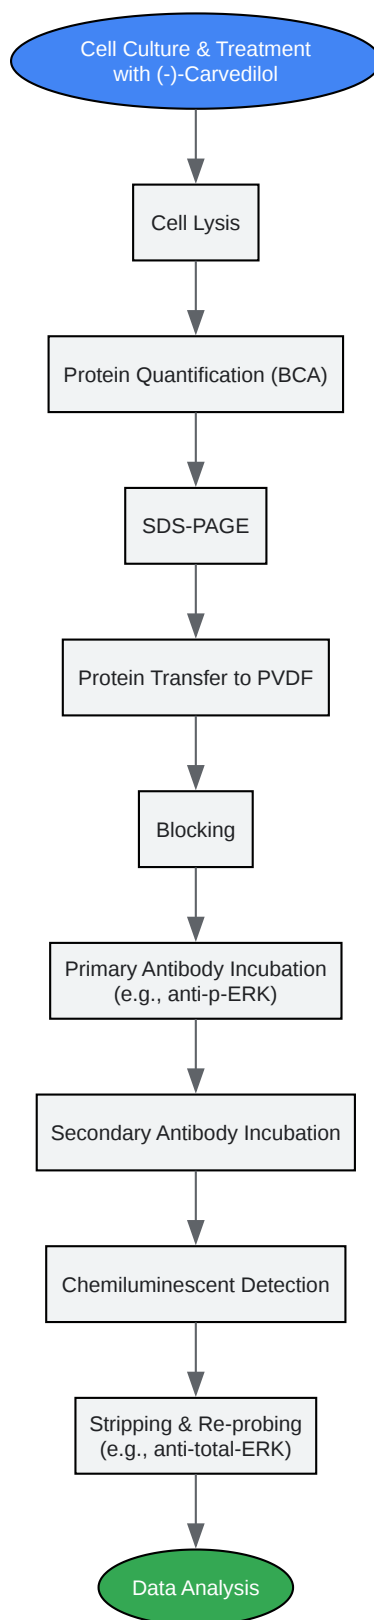 Cell Culture & Treatment
with (-)-Carvedilol
Cell Lysis
Protein Quantification (BCA)
SDS-PAGE
Protein Transfer to PVDF
Blocking
Primary Antibody Incubation
(e.g., anti-p-ERK)
Secondary Antibody Incubation
Chemiluminescent Detection
Stripping & Re-probing
(e.g., anti-total-ERK)
Data Analysis